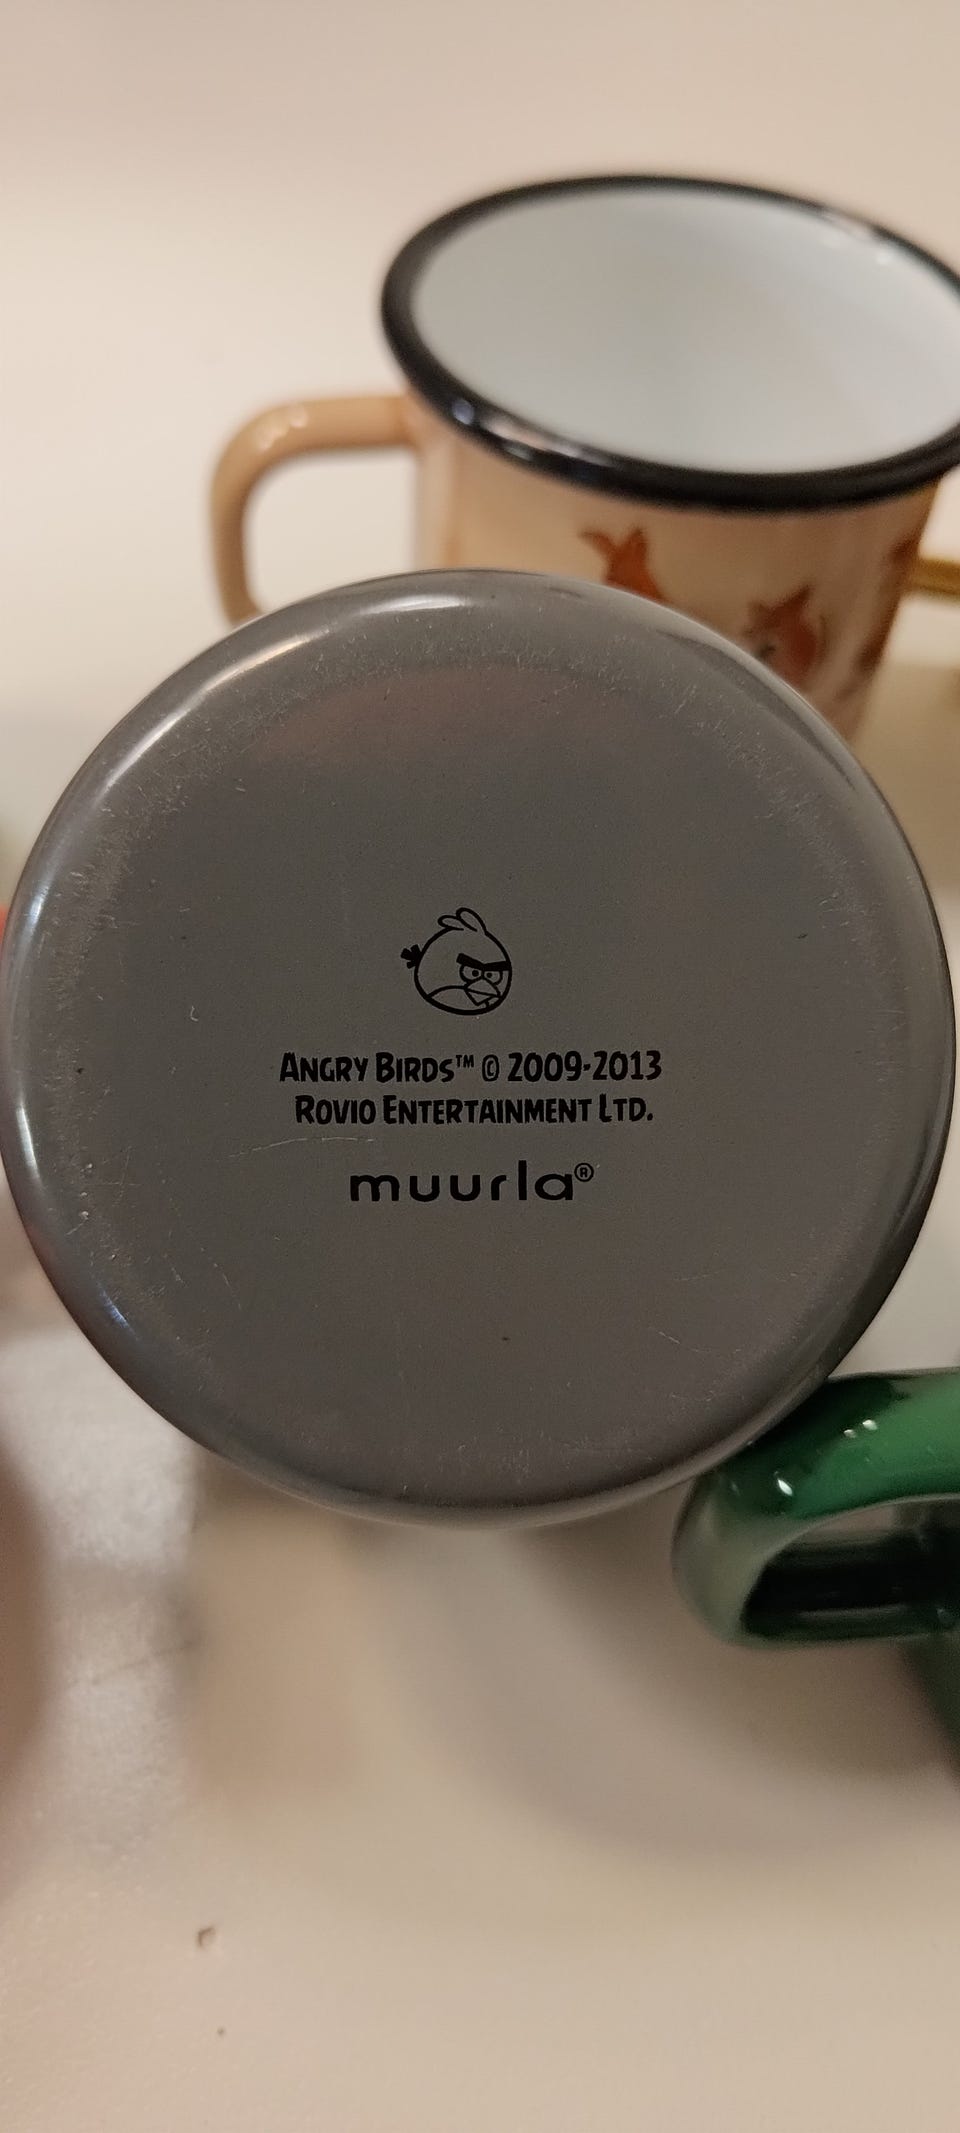 ANGRY BIRDS™ © 2009-2013
ROVIO ENTERTAINMENT LTD.
muurla®